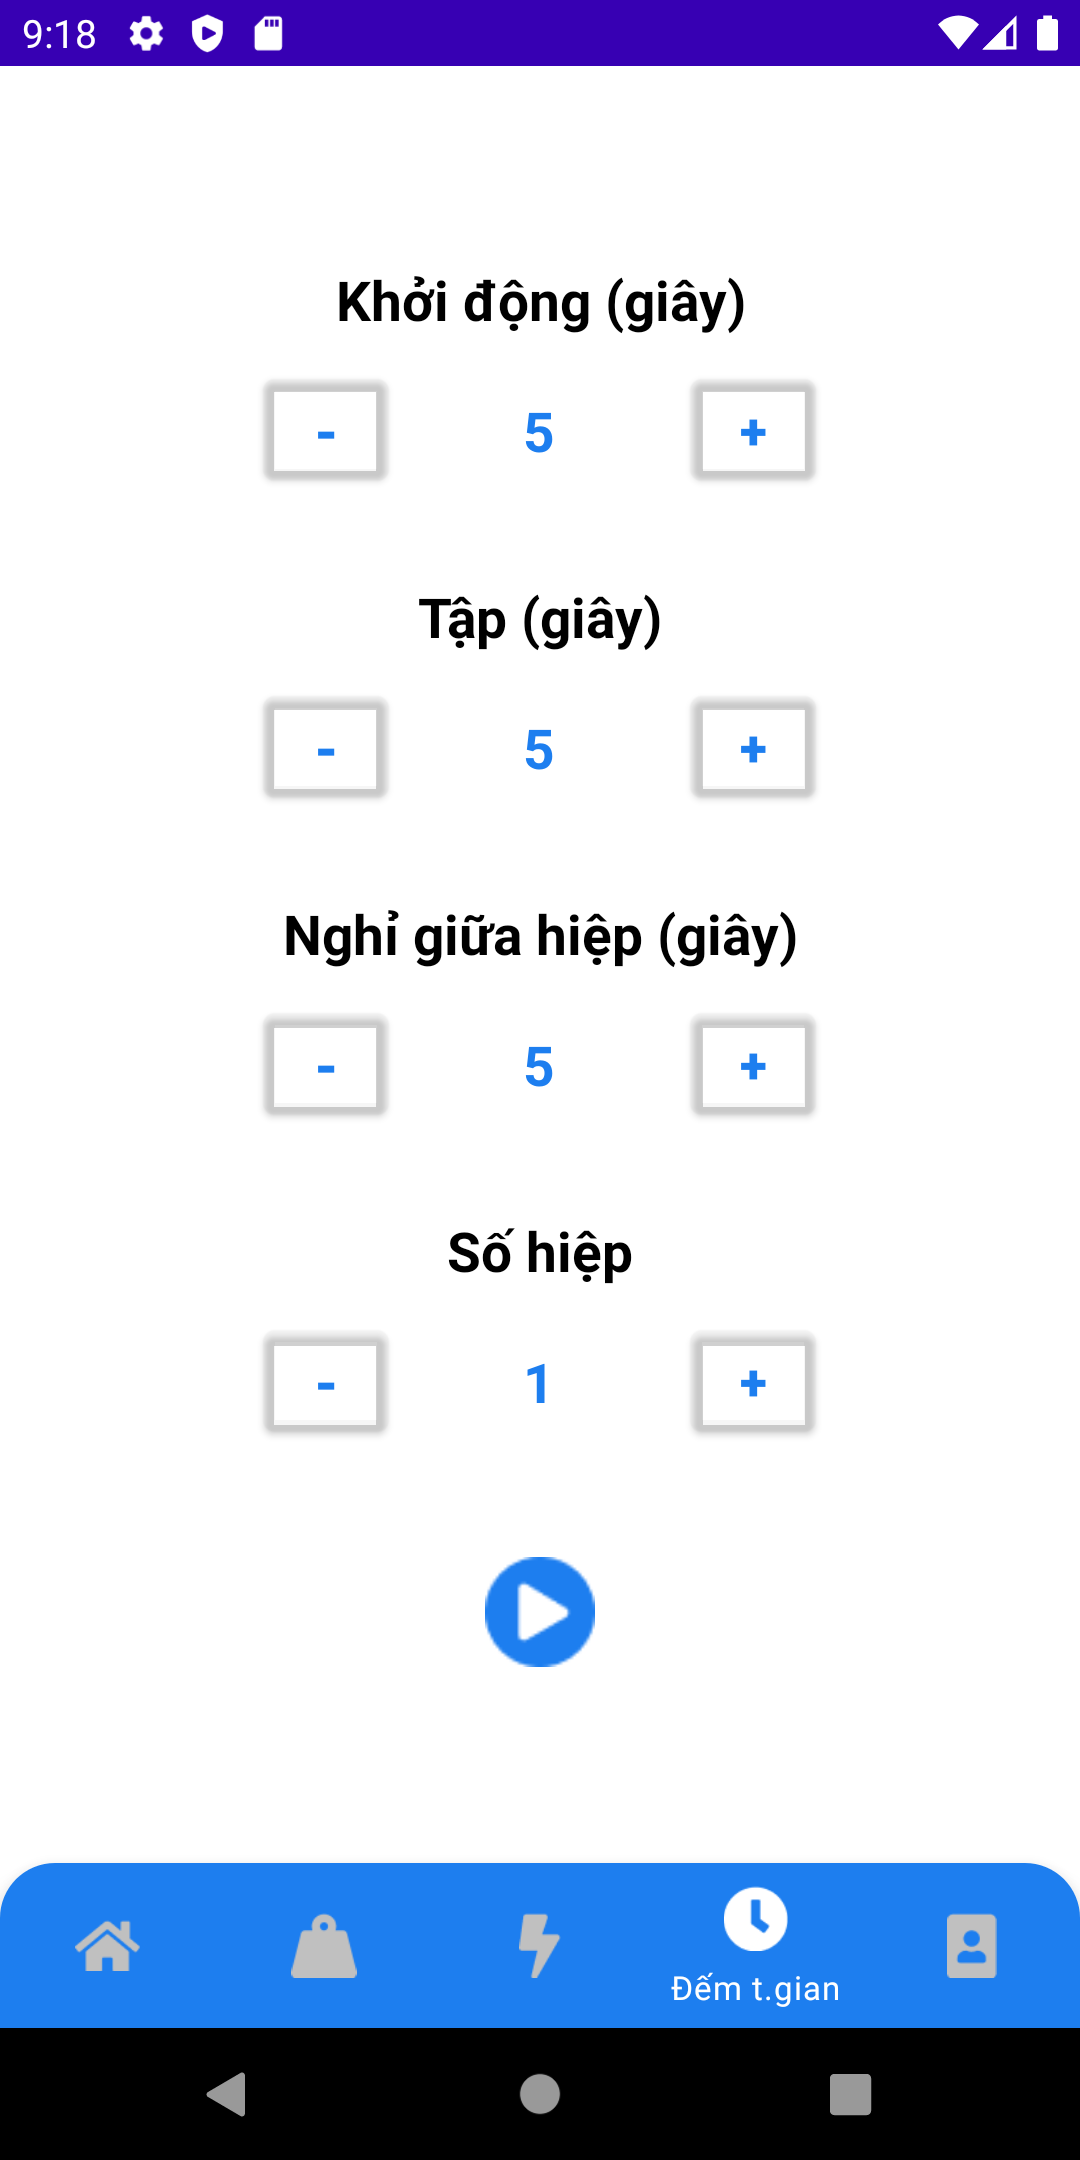 9:18
Khởi động (giây)
- 5 +
Tập (giây)
- 5 +
Nghỉ giữa hiệp (giây)
- 5 +
Số hiệp
- 1 +
Đếm t.gian